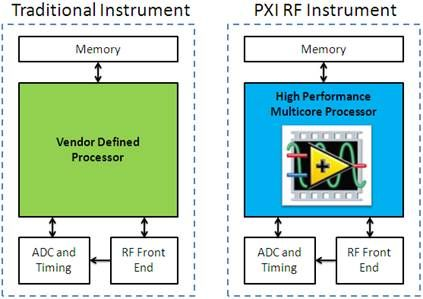 Traditional Instrument
Memory
Vendor Defined
Processor
ADC and
Timing
RF Front
End
PXI RF Instrument
Memory
High Performance
Multicore Processor
ADC and
Timing
RF Front
End